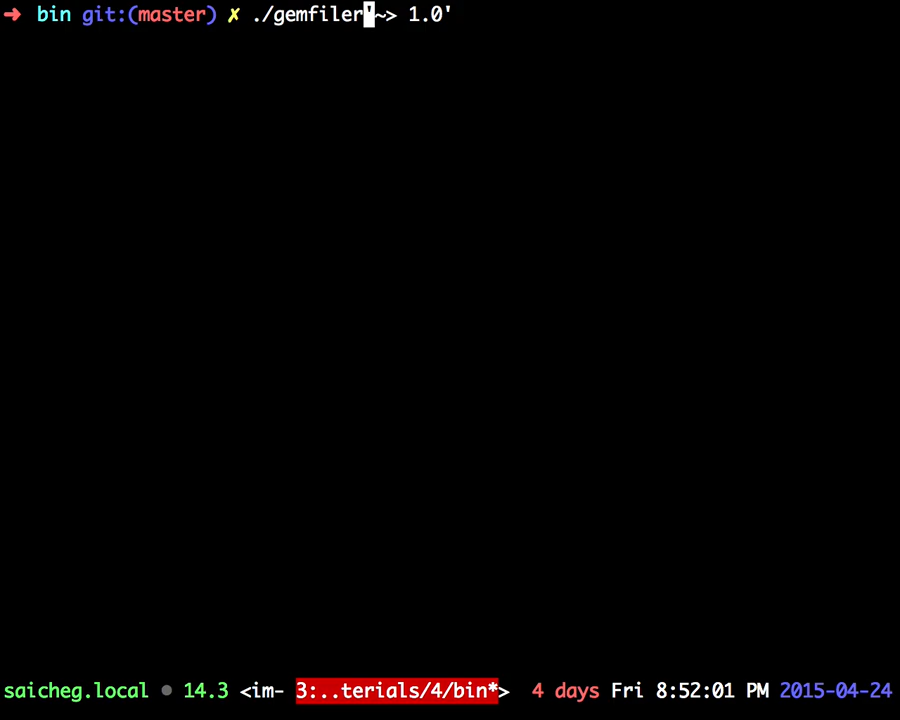 ➜ bin git:(master) ✗ ./gemfiler'~> 1.0'
saicheg.local ● 14.3 <im- 3:..terials/4/bin*> 4 days Fri 8:52:01 PM 2015-04-24